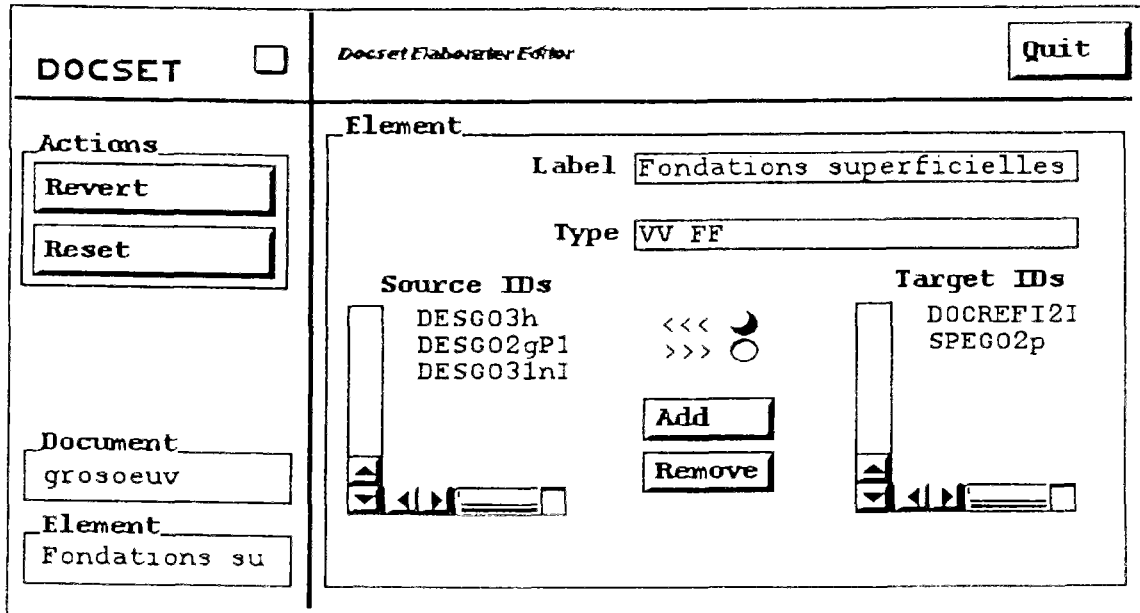 DOCSET
Docset Elaborater Editor
Quit
Actions
Revert
Reset
Document
grosoeuv
Element
Fondations su
Element
Label Fondations superficielles
Type VV FF
Source IDs
DESGO3h
DESGO2gP1
DESGO31nI
<<<
>>>
Add
Remove
Target IDs
DOCREFI2I
SPEGO2p